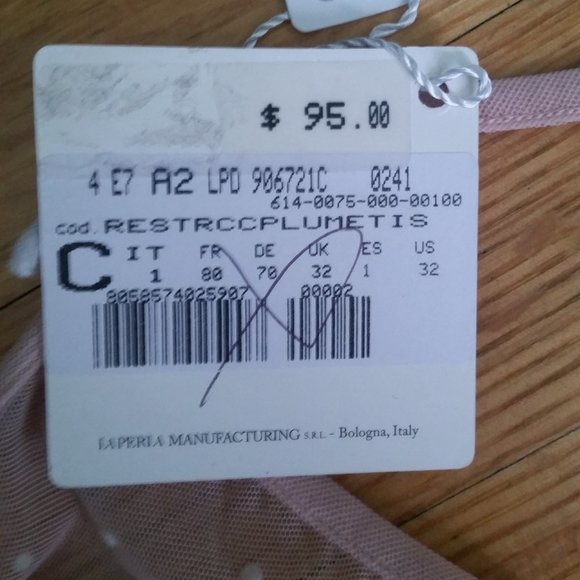 $ 95.00
4 E7 A2 LPD 906721C 0241
614-0075-000-00100
cod. RESTRCCPLUMETIS
C IT FR DE UK ES US
1 80 70 32 1 32
8058574025907 00002
LA PERLA MANUFACTURING S.R.L. - Bologna, Italy